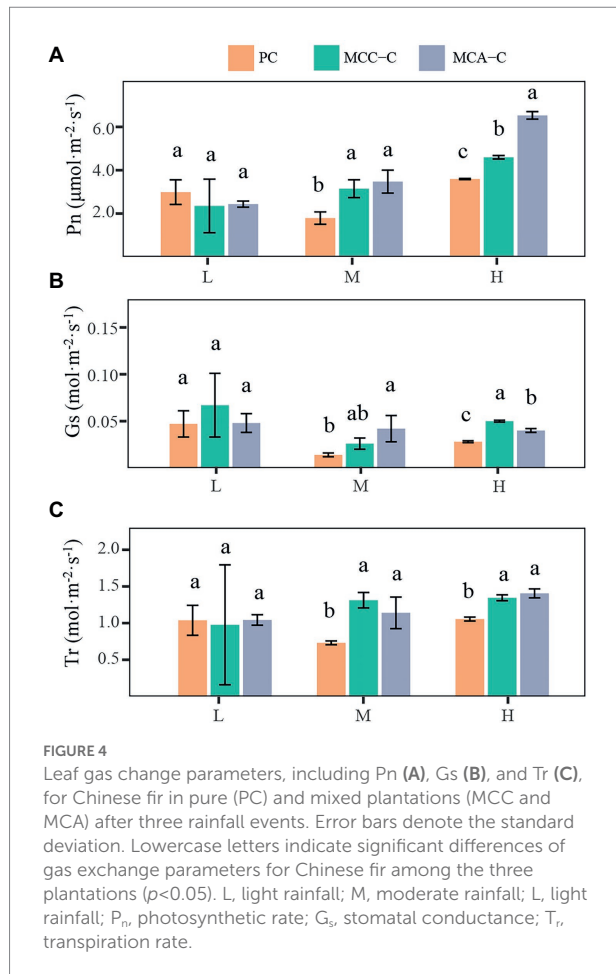 A
PC MCC-C MCA-C
Pn (μmol·m⁻²·s⁻¹)
6.0
4.0
2.0
a a a
b a a
c b a
L M H
B
Gs (mol·m⁻²·s⁻¹)
0.15
0.10
0.05
a a a
b ab a
c a b
L M H
C
Tr (mol·m⁻²·s⁻¹)
2.0
1.5
1.0
0.5
a a a
b a a
b a a
L M H
FIGURE 4
Leaf gas change parameters, including Pn (A), Gs (B), and Tr (C),
for Chinese fir in pure (PC) and mixed plantations (MCC and
MCA) after three rainfall events. Error bars denote the standard
deviation. Lowercase letters indicate significant differences of
gas exchange parameters for Chinese fir among the three
plantations (p<0.05). L, light rainfall; M, moderate rainfall; L, light
rainfall; Pₙ, photosynthetic rate; Gₛ, stomatal conductance; Tᵣ,
transpiration rate.